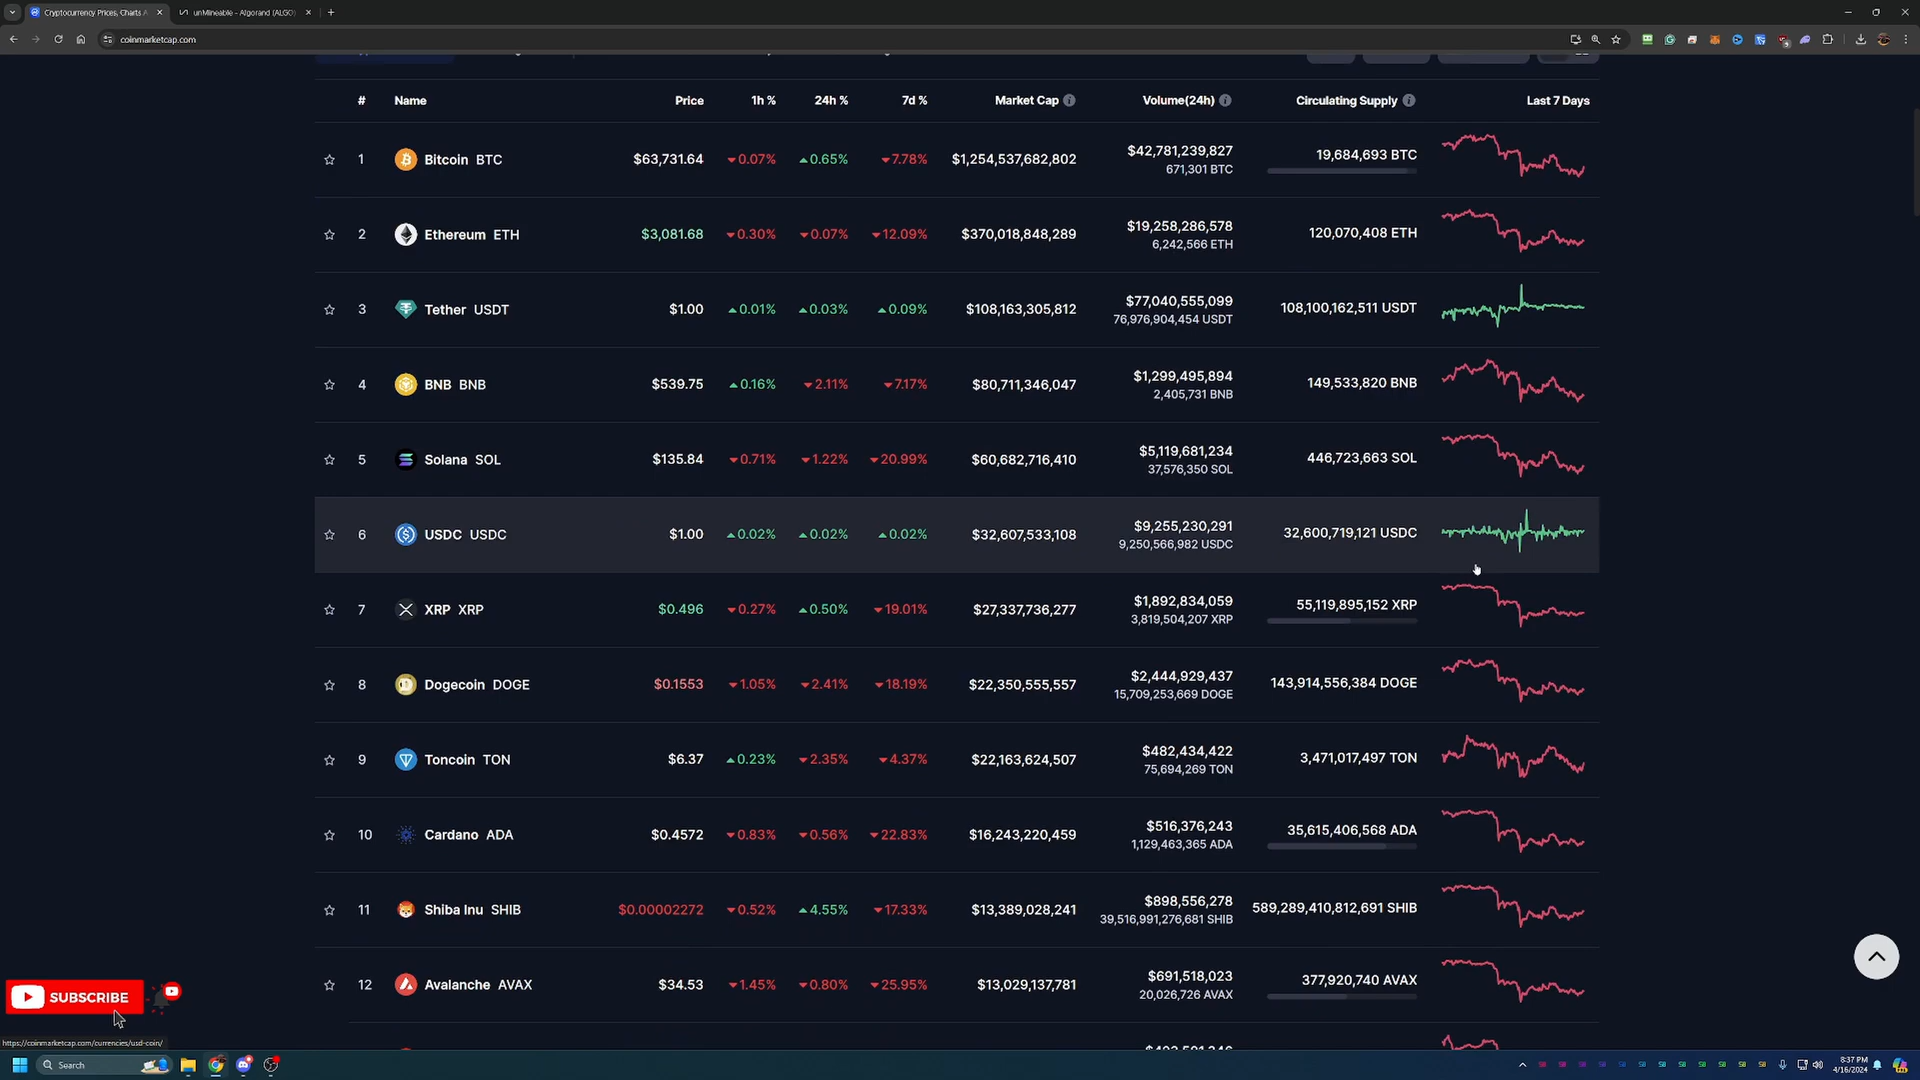 Cryptocurrency Prices, Charts A
unMineable - Algorand (ALGO)
coinmarketcap.com
# Name Price 1h % 24h % 7d % Market Cap Volume(24h) Circulating Supply Last 7 Days
1 Bitcoin BTC $63,731.64 0.07% 0.65% 7.78% $1,254,537,682,802 $42,781,239,827 19,684,693 BTC
671,301 BTC
2 Ethereum ETH $3,081.68 0.30% 0.07% 12.09% $370,018,848,289 $19,258,286,578 120,070,408 ETH
6,242,566 ETH
3 Tether USDT $1.00 0.01% 0.03% 0.09% $108,163,305,812 $77,040,555,099 108,100,162,511 USDT
76,976,904,454 USDT
4 BNB BNB $539.75 0.16% 2.11% 7.17% $80,711,346,047 $1,299,495,894 149,533,820 BNB
2,405,731 BNB
5 Solana SOL $135.84 0.71% 1.22% 20.99% $60,682,716,410 $5,119,681,234 446,723,663 SOL
37,576,350 SOL
6 USDC USDC $1.00 0.02% 0.02% 0.02% $32,607,533,108 $9,255,230,291 32,600,719,121 USDC
9,250,566,982 USDC
7 XRP XRP $0.496 0.27% 0.50% 19.01% $27,337,736,277 $1,892,834,059 55,119,895,152 XRP
3,819,504,207 XRP
8 Dogecoin DOGE $0.1553 1.05% 2.41% 18.19% $22,350,555,557 $2,444,929,437 143,914,556,384 DOGE
15,709,253,669 DOGE
9 Toncoin TON $6.37 0.23% 2.35% 4.37% $22,163,624,507 $482,434,422 3,471,017,497 TON
75,694,269 TON
10 Cardano ADA $0.4572 0.83% 0.56% 22.83% $16,243,220,459 $516,376,243 35,615,406,568 ADA
1,129,463,365 ADA
11 Shiba Inu SHIB $0.00002272 0.52% 4.55% 17.33% $13,389,028,241 $898,556,278 589,289,410,812,691 SHIB
39,516,991,276,681 SHIB
12 Avalanche AVAX $34.53 1.45% 0.80% 25.95% $13,029,137,781 $691,518,023 377,920,740 AVAX
20,026,726 AVAX
SUBSCRIBE
https://coinmarketcap.com/currencies/usd-coin/
Search
8:37 PM
4/16/2024